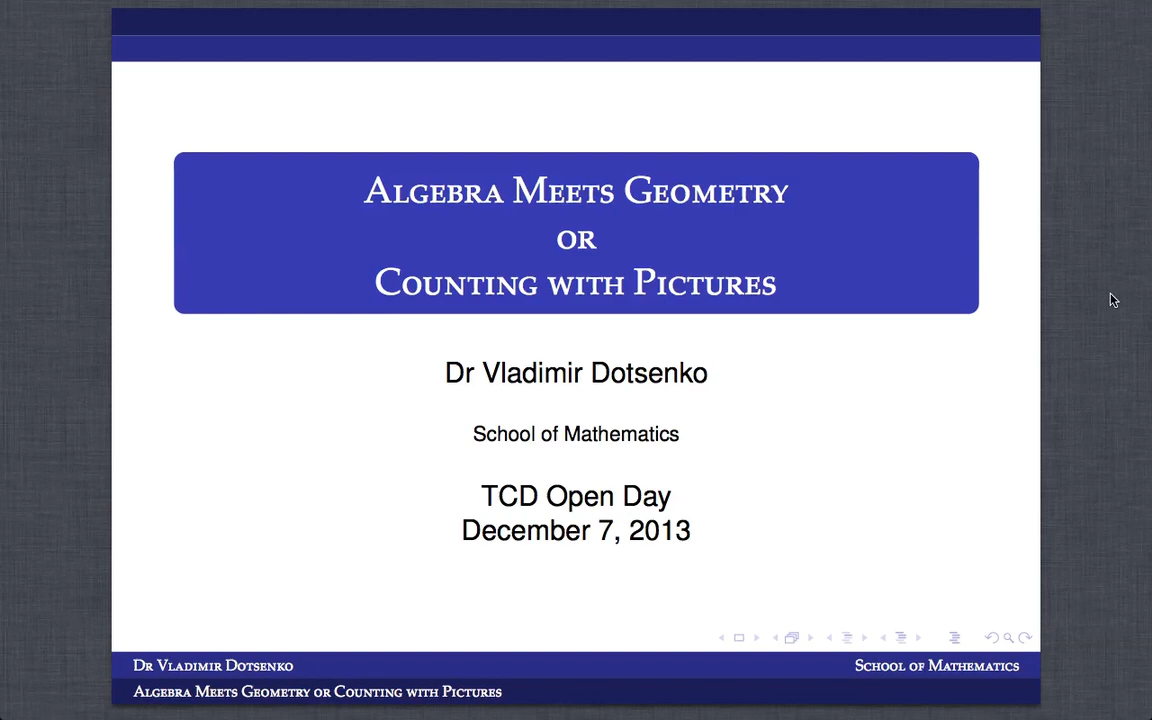 Algebra Meets Geometry
or
Counting with Pictures
Dr Vladimir Dotsenko
School of Mathematics
TCD Open Day
December 7, 2013
Dr Vladimir Dotsenko
School of Mathematics
Algebra Meets Geometry or Counting with Pictures